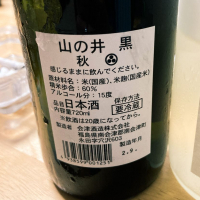 山の井 黒
秋
感じるままに飲んでください。
原材料名：米(国産)、米麹(国産米)
精米歩合：60%
アルコール分：15度
品目 日本酒
内容量720ml
保存方法
要冷蔵
飲酒は20歳になってから。
製造者 会津酒造株式会社
福島県南会津郡南会津町
永田字穴沢603
製造年月
2.9.